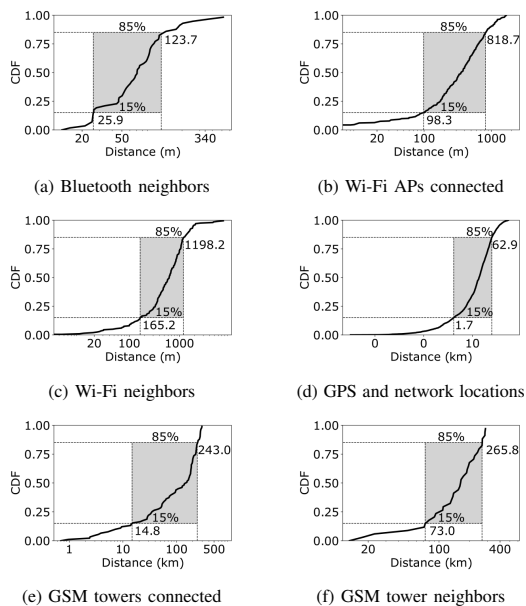 1.00
85%
0.75
123.7
CDF
0.50
0.25
15%
0.00
25.9
20 50 340
Distance (m)
(a) Bluetooth neighbors
1.00
85%
0.75
818.7
CDF
0.50
0.25
15%
0.00
98.3
20 100 1000
Distance (m)
(b) Wi-Fi APs connected
1.00
85%
1198.2
0.75
CDF
0.50
0.25
15%
165.2
0.00
20 100 1000
Distance (m)
(c) Wi-Fi neighbors
1.00
85%
62.9
0.75
CDF
0.50
0.25
15%
1.7
0.00
0 0 10
Distance (km)
(d) GPS and network locations
1.00
85%
243.0
0.75
CDF
0.50
0.25
15%
14.8
0.00
1 10 100 500
Distance (km)
(e) GSM towers connected
1.00
85%
265.8
0.75
CDF
0.50
0.25
15%
73.0
0.00
20 100 400
Distance (km)
(f) GSM tower neighbors